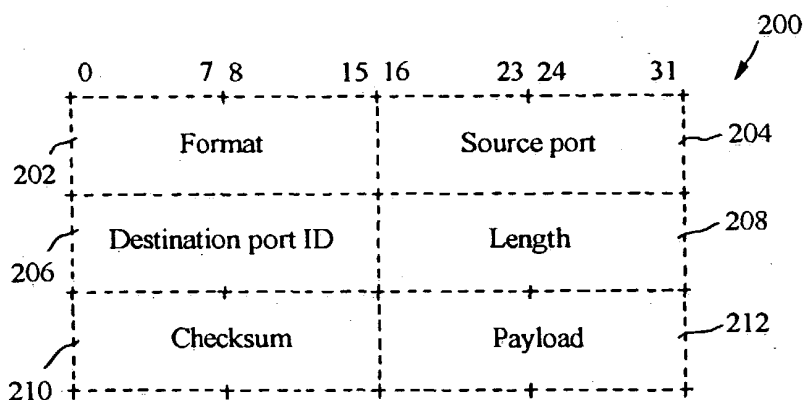 200
0 7 8 15 16 23 24 31
Format Source port
202 204
Destination port ID Length
206 208
Checksum Payload
210 212